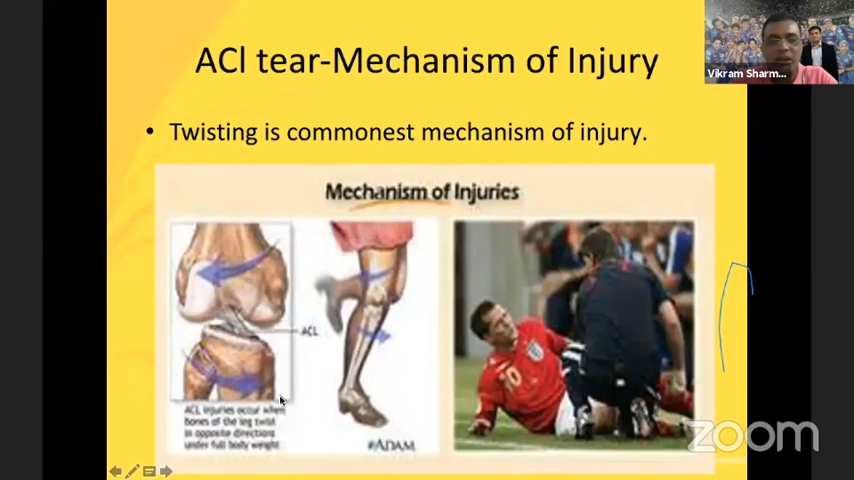 ACl tear-Mechanism of Injury
Vikram Sharm...
• Twisting is commonest mechanism of injury.
Mechanism of Injuries
ACL
ACL injuries occur when
bones of the leg twist
in opposite directions
under full body weight
ADAM
10
zoom